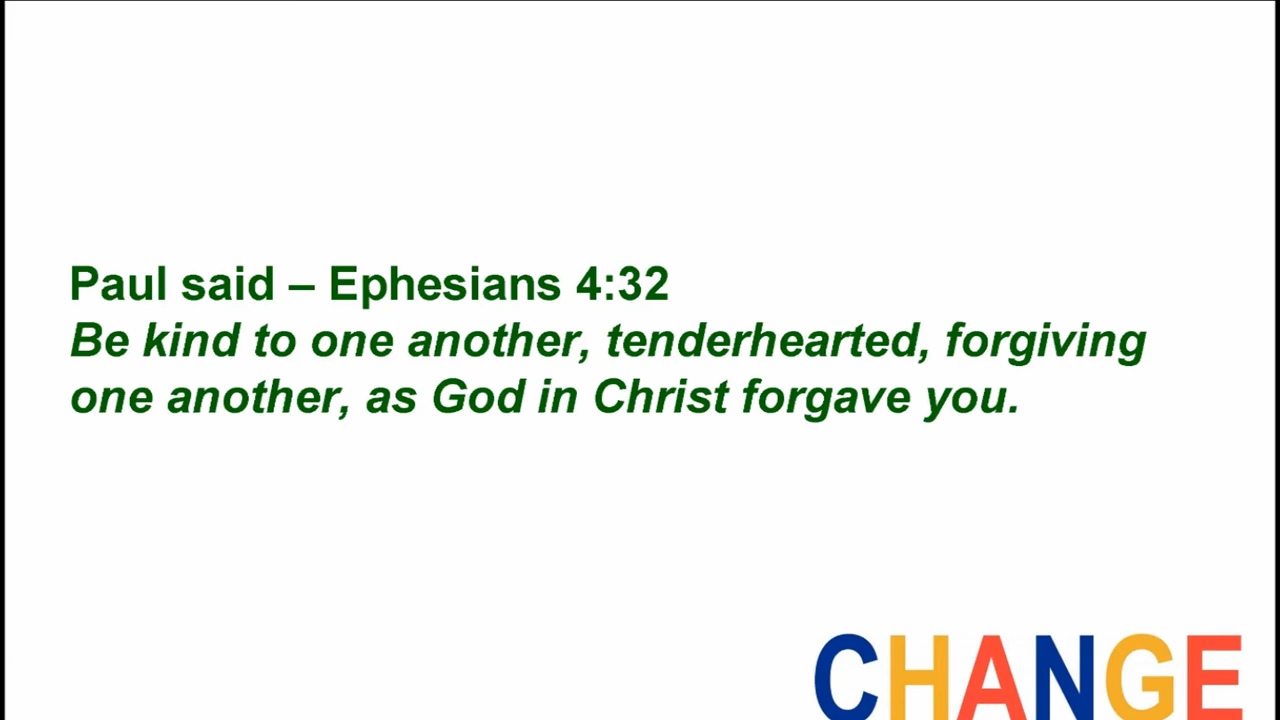 Paul said – Ephesians 4:32
Be kind to one another, tenderhearted, forgiving
one another, as God in Christ forgave you.
CHANGE